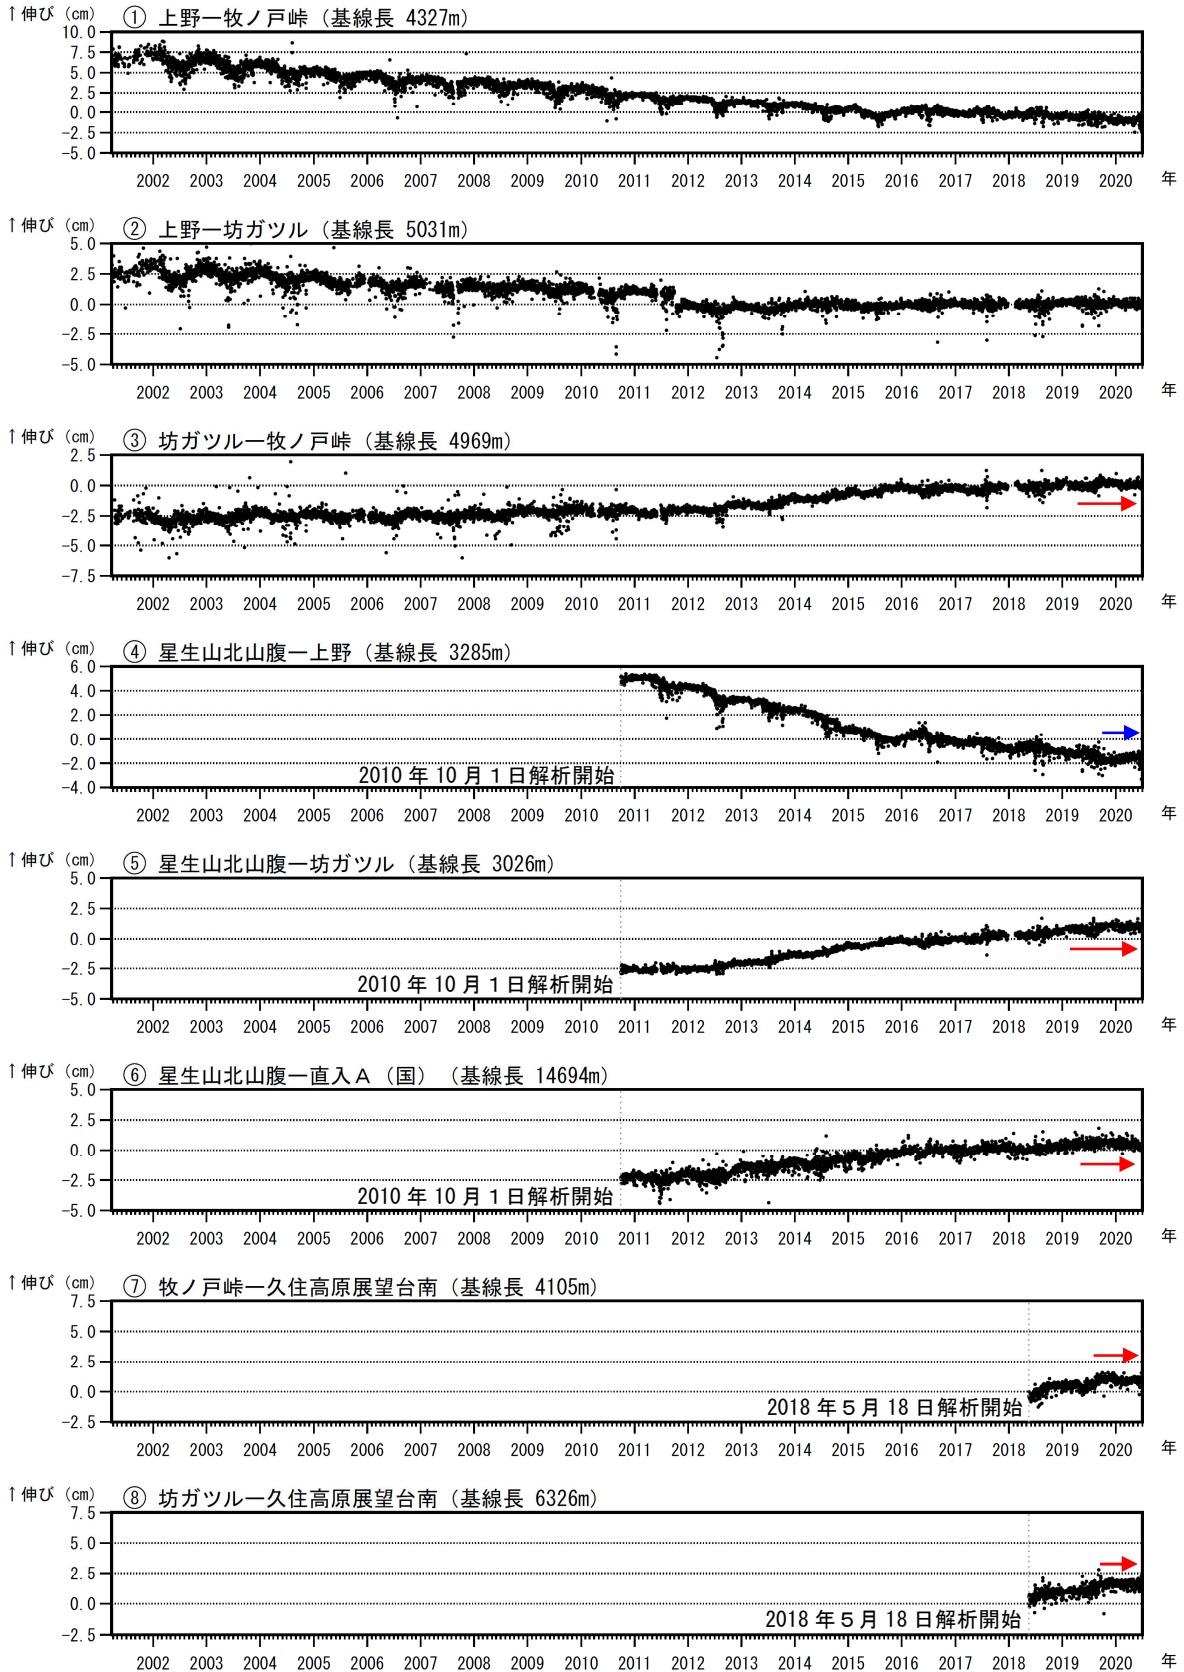 ↑伸び（cm） ① 上野ー牧ノ戸峠（基線長 4327m）
10.0
7.5
5.0
2.5
0.0
-2.5
-5.0
2002 2003 2004 2005 2006 2007 2008 2009 2010 2011 2012 2013 2014 2015 2016 2017 2018 2019 2020 年
↑伸び（cm） ② 上野ー坊ガツル（基線長 5031m）
5.0
2.5
0.0
-2.5
-5.0
2002 2003 2004 2005 2006 2007 2008 2009 2010 2011 2012 2013 2014 2015 2016 2017 2018 2019 2020 年
↑伸び（cm） ③ 坊ガツルー牧ノ戸峠（基線長 4969m）
2.5
0.0
-2.5
-5.0
-7.5
2002 2003 2004 2005 2006 2007 2008 2009 2010 2011 2012 2013 2014 2015 2016 2017 2018 2019 2020 年
↑伸び（cm） ④ 星生山北山腹ー上野（基線長 3285m）
6.0
4.0
2.0
0.0
-2.0
-4.0
2010 年 10 月 1 日解析開始
2002 2003 2004 2005 2006 2007 2008 2009 2010 2011 2012 2013 2014 2015 2016 2017 2018 2019 2020 年
↑伸び（cm） ⑤ 星生山北山腹ー坊ガツル（基線長 3026m）
5.0
2.5
0.0
-2.5
-5.0
2010 年 10 月 1 日解析開始
2002 2003 2004 2005 2006 2007 2008 2009 2010 2011 2012 2013 2014 2015 2016 2017 2018 2019 2020 年
↑伸び（cm） ⑥ 星生山北山腹ー直入Ａ（国）（基線長 14694m）
5.0
2.5
0.0
-2.5
-5.0
2010 年 10 月 1 日解析開始
2002 2003 2004 2005 2006 2007 2008 2009 2010 2011 2012 2013 2014 2015 2016 2017 2018 2019 2020 年
↑伸び（cm） ⑦ 牧ノ戸峠ー久住高原展望台南（基線長 4105m）
7.5
5.0
2.5
0.0
-2.5
2018 年５月 18 日解析開始
2002 2003 2004 2005 2006 2007 2008 2009 2010 2011 2012 2013 2014 2015 2016 2017 2018 2019 2020 年
↑伸び（cm） ⑧ 坊ガツルー久住高原展望台南（基線長 6326m）
7.5
5.0
2.5
0.0
-2.5
2018 年５月 18 日解析開始
2002 2003 2004 2005 2006 2007 2008 2009 2010 2011 2012 2013 2014 2015 2016 2017 2018 2019 2020 年